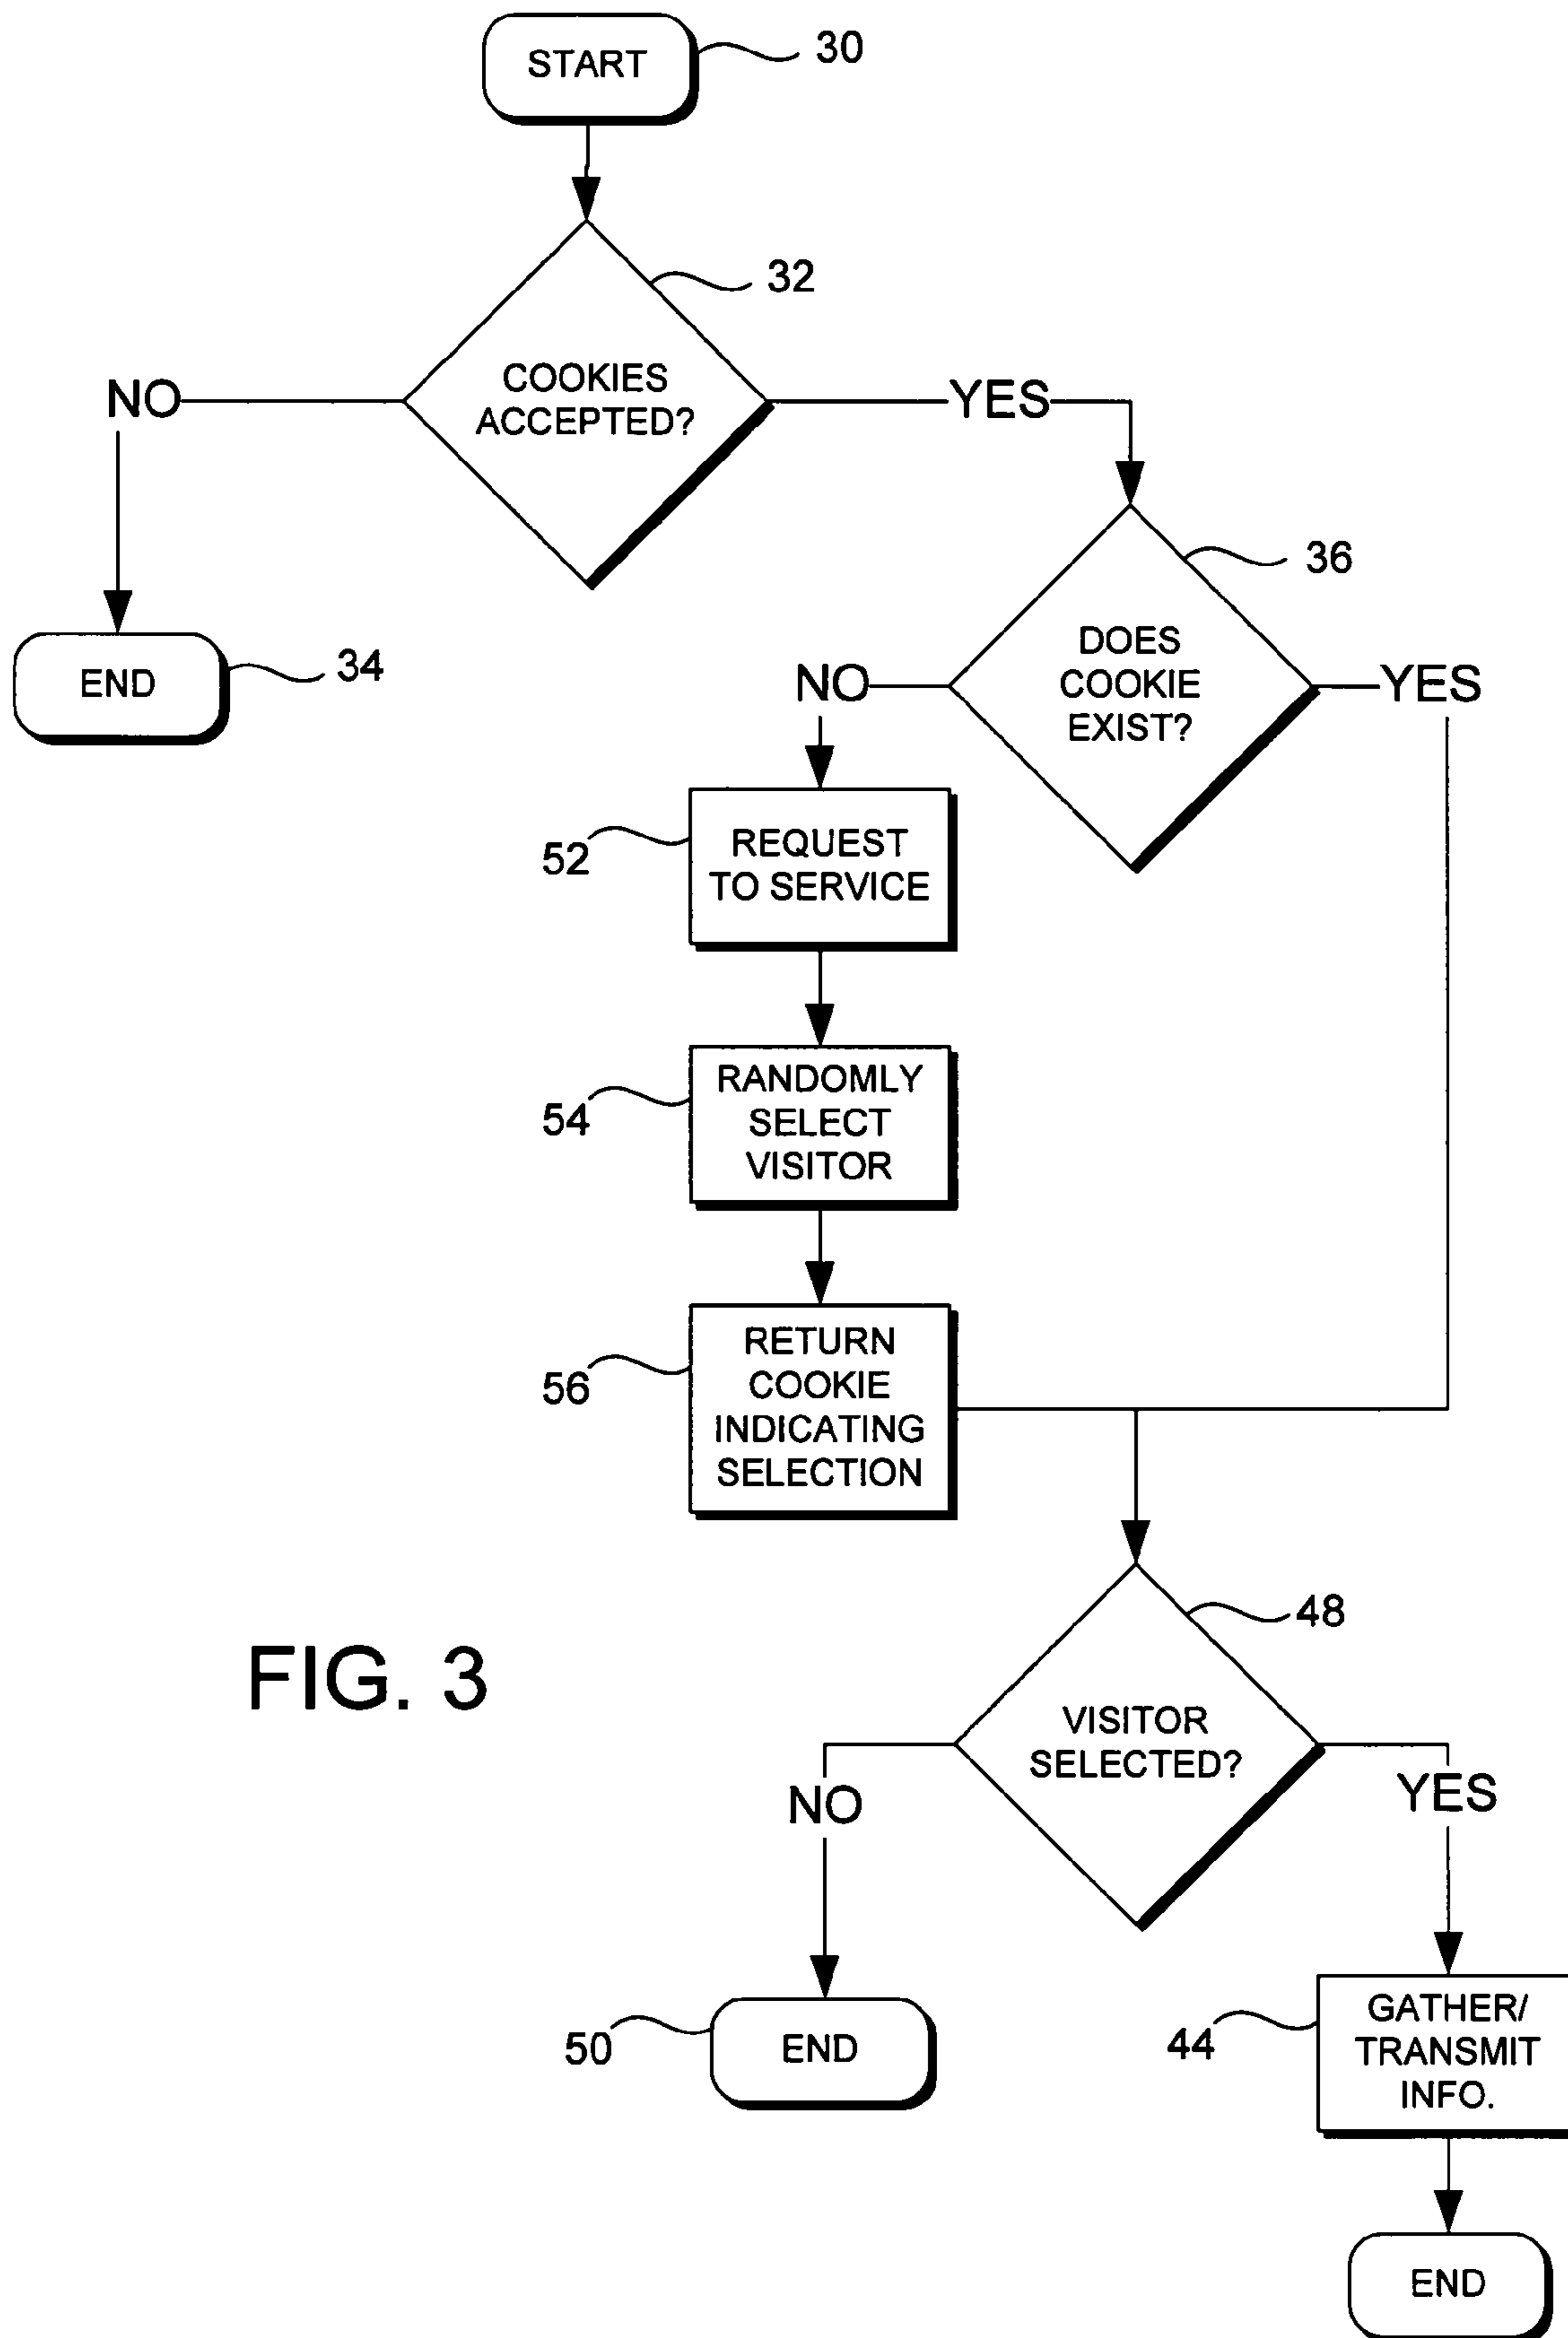 START
30
32
COOKIES
ACCEPTED?
NO
YES
36
DOES
COOKIE
EXIST?
NO
YES
END
34
52
REQUEST
TO SERVICE
54
RANDOMLY
SELECT
VISITOR
56
RETURN
COOKIE
INDICATING
SELECTION
48
FIG. 3
VISITOR
SELECTED?
NO
YES
50
END
44
GATHER/
TRANSMIT
INFO.
END